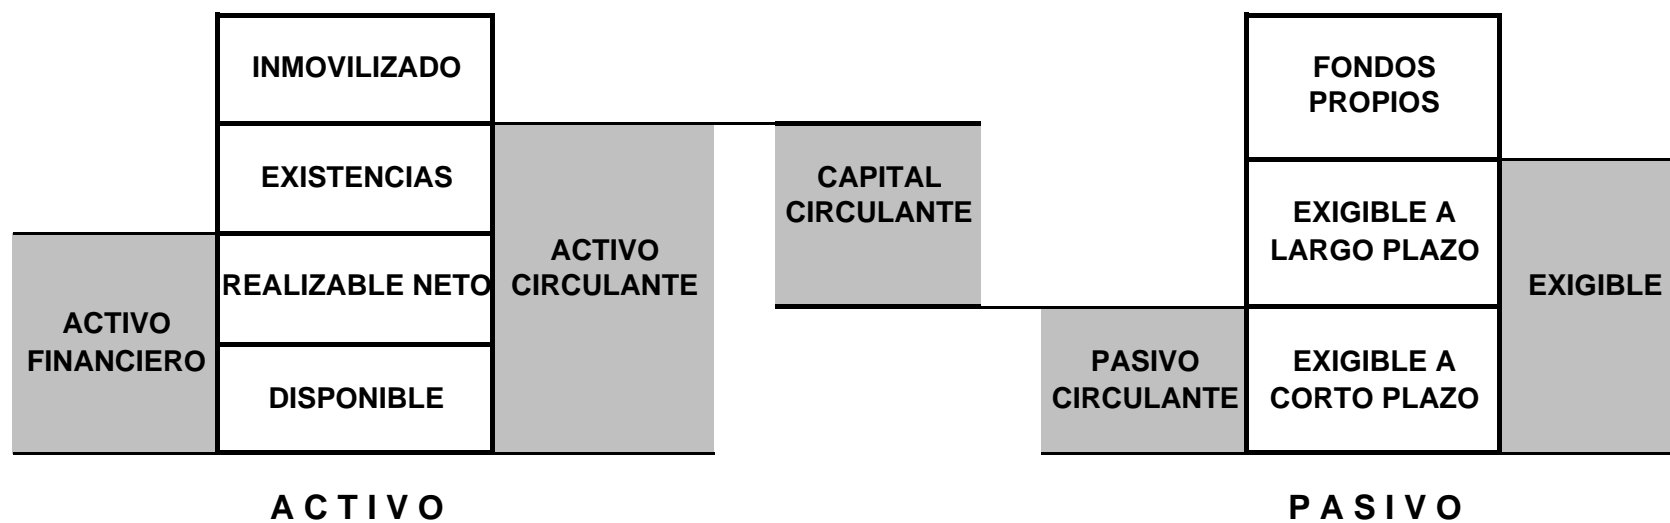 INMOVILIZADO
EXISTENCIAS
REALIZABLE NETO
DISPONIBLE
ACTIVO
FINANCIERO
ACTIVO
CIRCULANTE
CAPITAL
CIRCULANTE
PASIVO
CIRCULANTE
FONDOS
PROPIOS
EXIGIBLE A
LARGO PLAZO
EXIGIBLE A
CORTO PLAZO
EXIGIBLE
A C T I V O
P A S I V O